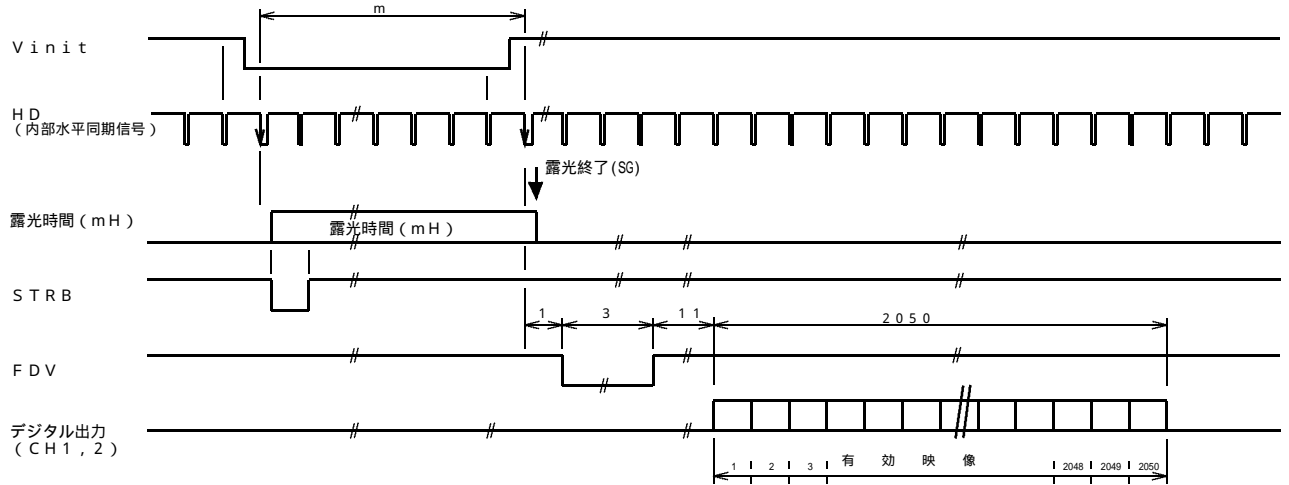 m
Ｖｉｎｉｔ
ＨＤ
（内部水平同期信号）
露光終了(SG)
露光時間（ｍＨ）
露光時間（ｍＨ）
ＳＴＲＢ
1
3
１１
２０５０
ＦＤＶ
デジタル出力
（ＣＨ１，２）
1 2 3 有効映像 2048 2049 2050